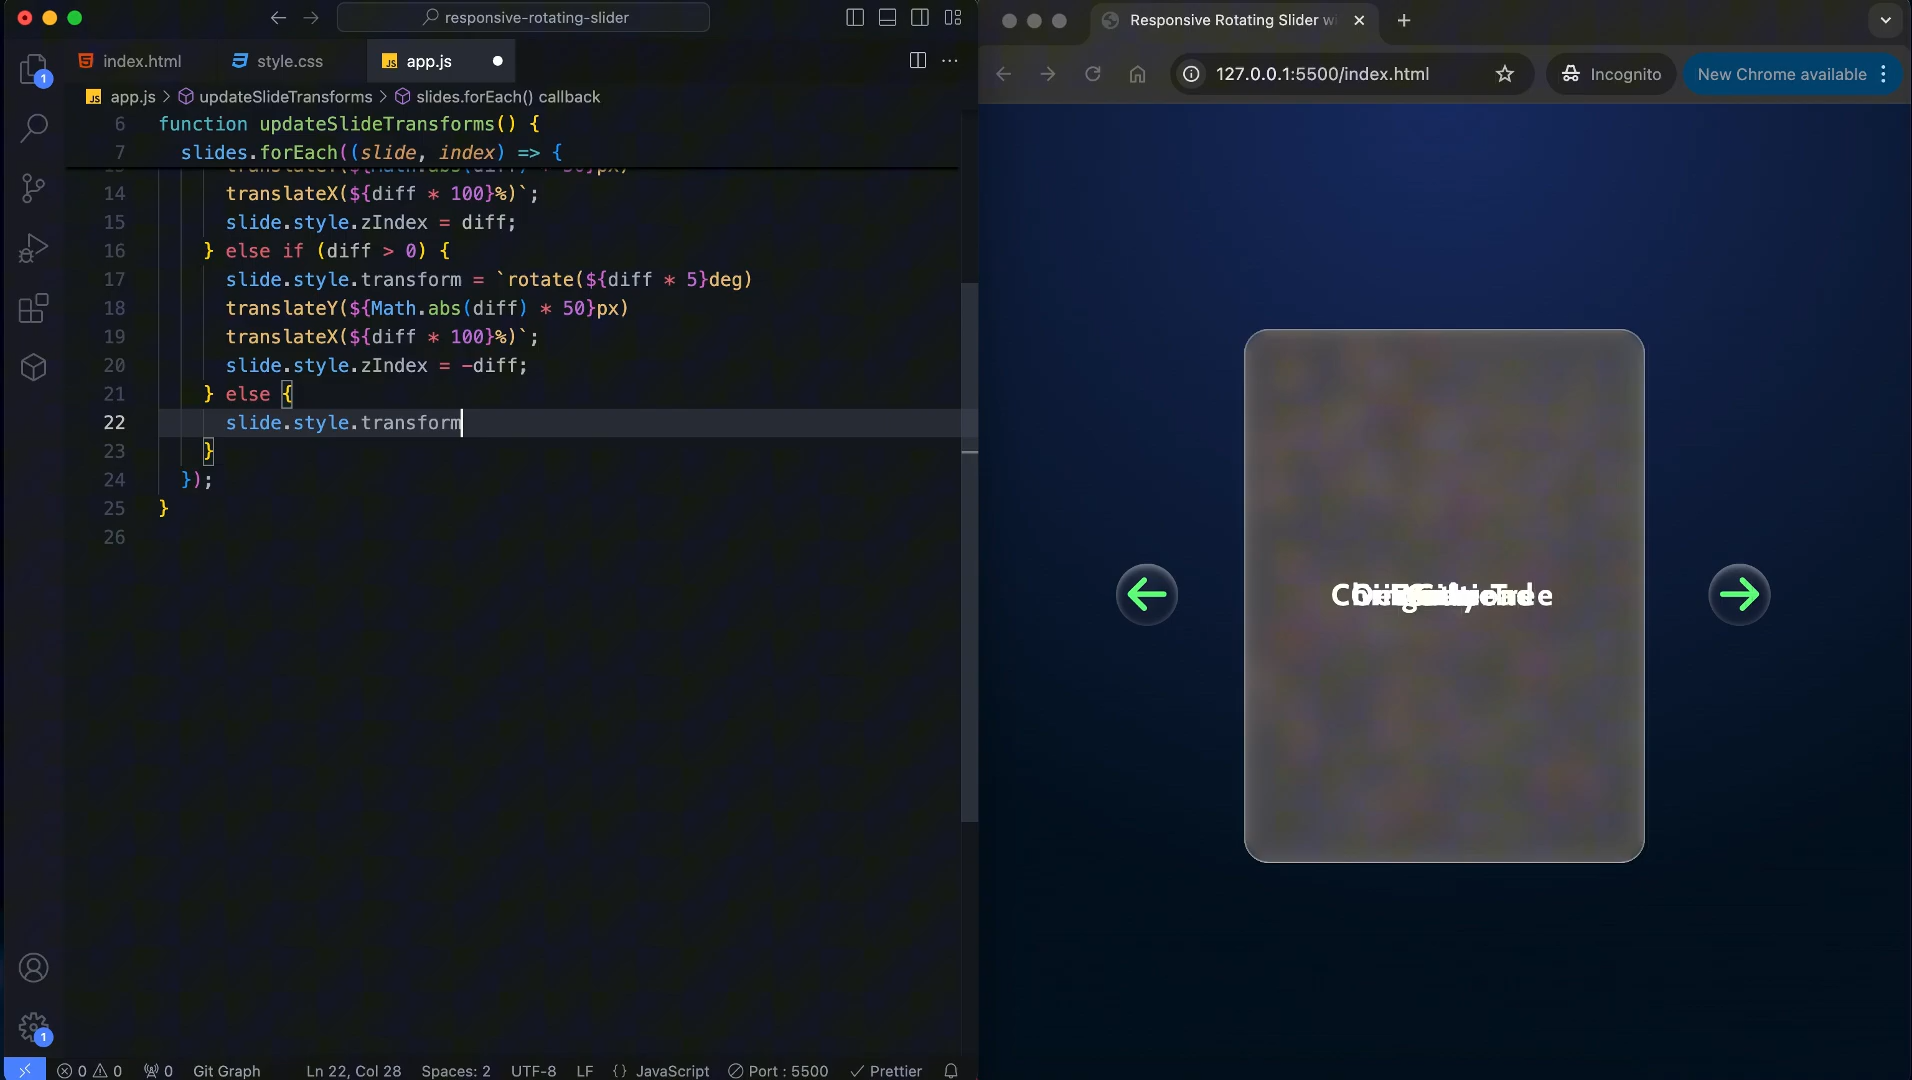 responsive-rotating-slider
index.html
style.css
app.js
app.js > updateSlideTransforms > slides.forEach() callback
6 function updateSlideTransforms() {
7 slides.forEach((slide, index) => {
14 translateX(${diff * 100}%)`;
15 slide.style.zIndex = diff;
16 } else if (diff > 0) {
17 slide.style.transform = `rotate(${diff * 5}deg)
18 translateY(${Math.abs(diff) * 50}px)
19 translateX(${diff * 100}%)`;
20 slide.style.zIndex = -diff;
21 } else {
22 slide.style.transform
23 }
24 });
25 }
26
1
1
0 0 0 Git Graph Ln 22, Col 28 Spaces: 2 UTF-8 LF {} JavaScript Port : 5500 Prettier
Responsive Rotating Slider
127.0.0.1:5500/index.html
Incognito
New Chrome available